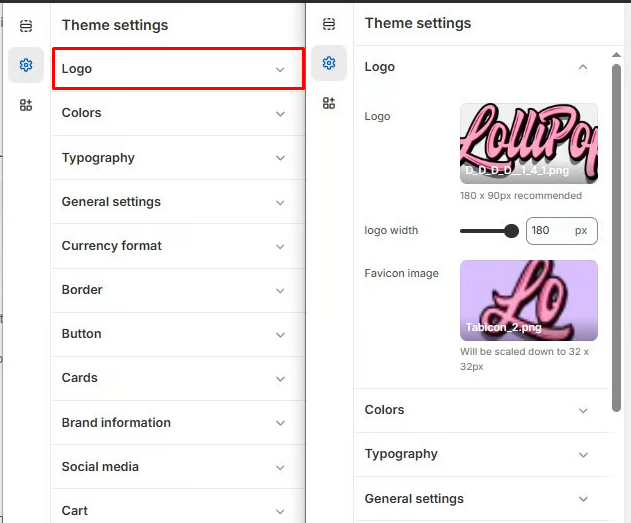 Theme settings
Logo
Colors
Typography
General settings
Currency format
Border
Button
Cards
Brand information
Social media
Cart
Theme settings
Logo
Logo
LolliPop
D_D_D_D__1_4_1.png
180 x 90px recommended
logo width
180 px
Favicon image
Lo
Tabicon_2.png
Will be scaled down to 32 x
32px
Colors
Typography
General settings